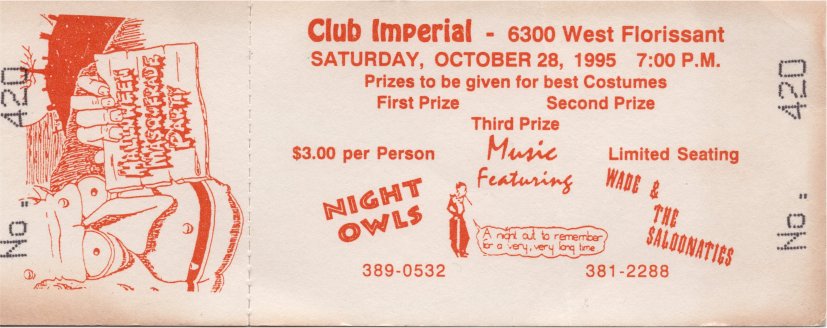 No = 420
HALLOWEEN
MASQUERADE
PARTY
Club Imperial - 6300 West Florissant
SATURDAY, OCTOBER 28, 1995 7:00 P.M.
Prizes to be given for best Costumes
First Prize Second Prize
Third Prize
$3.00 per Person Music Limited Seating
Featuring
NIGHT
OWLS
WADE &
THE
SALOONATICS
A night out to remember
for a very, very long time
389-0532 381-2288
No = 420